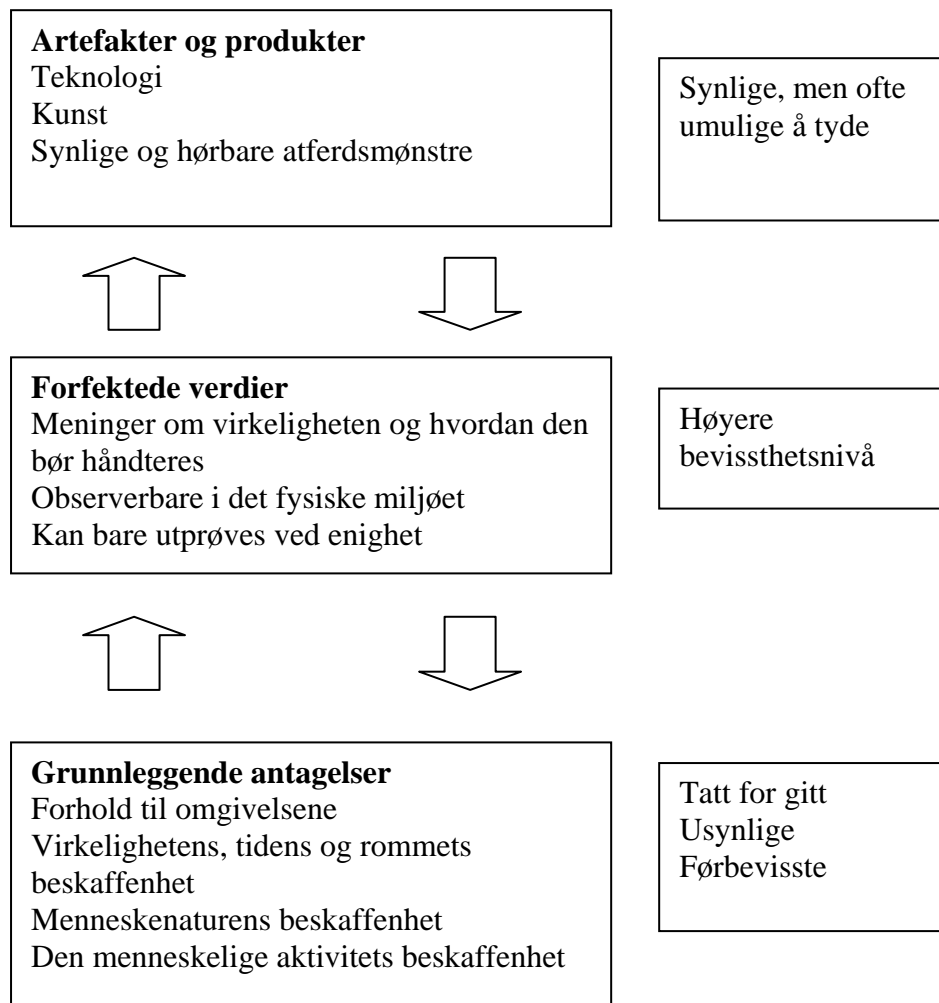 Artefakter og produkter
Teknologi
Kunst
Synlige og hørbare atferdsmønstre
Synlige, men ofte
umulige å tyde
Forfektede verdier
Meninger om virkeligheten og hvordan den
bør håndteres
Observerbare i det fysiske miljøet
Kan bare utprøves ved enighet
Høyere
bevissthetsnivå
Grunnleggende antagelser
Forhold til omgivelsene
Virkelighetens, tidens og rommets
beskaffenhet
Menneskenaturens beskaffenhet
Den menneskelige aktivitets beskaffenhet
Tatt for gitt
Usynlige
Førbevisste